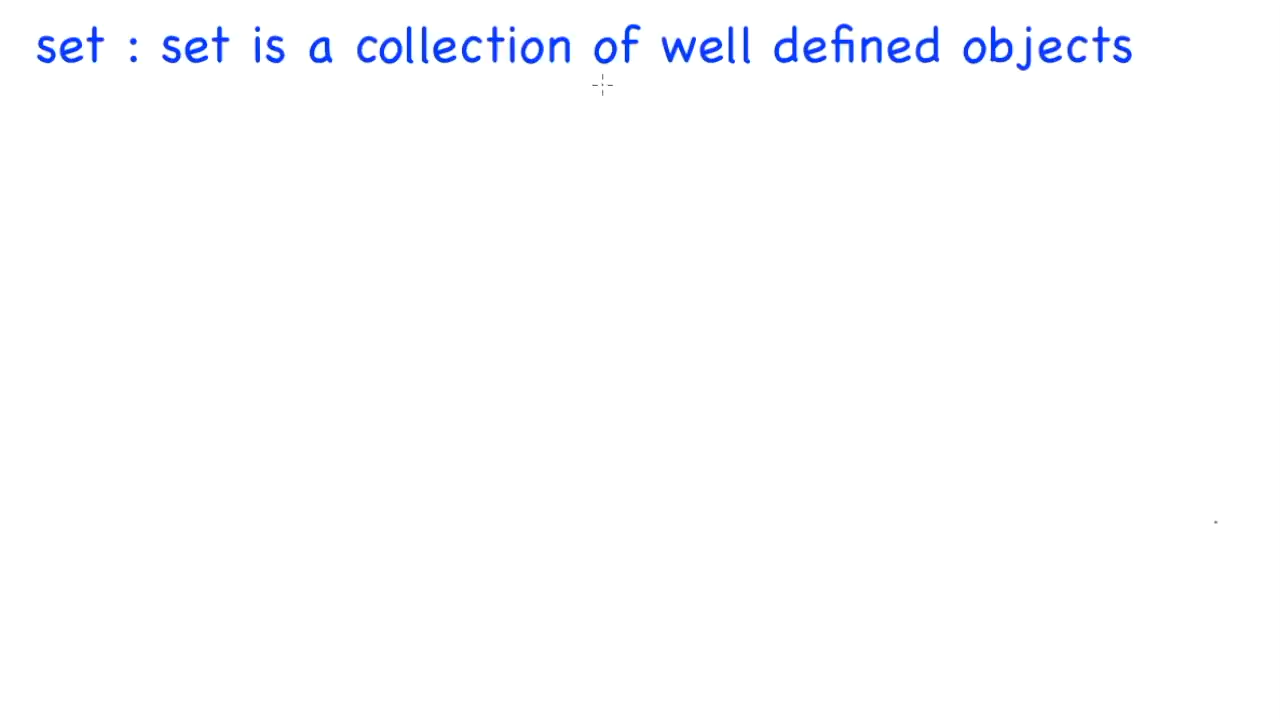 set : set is a collection of well defined objects